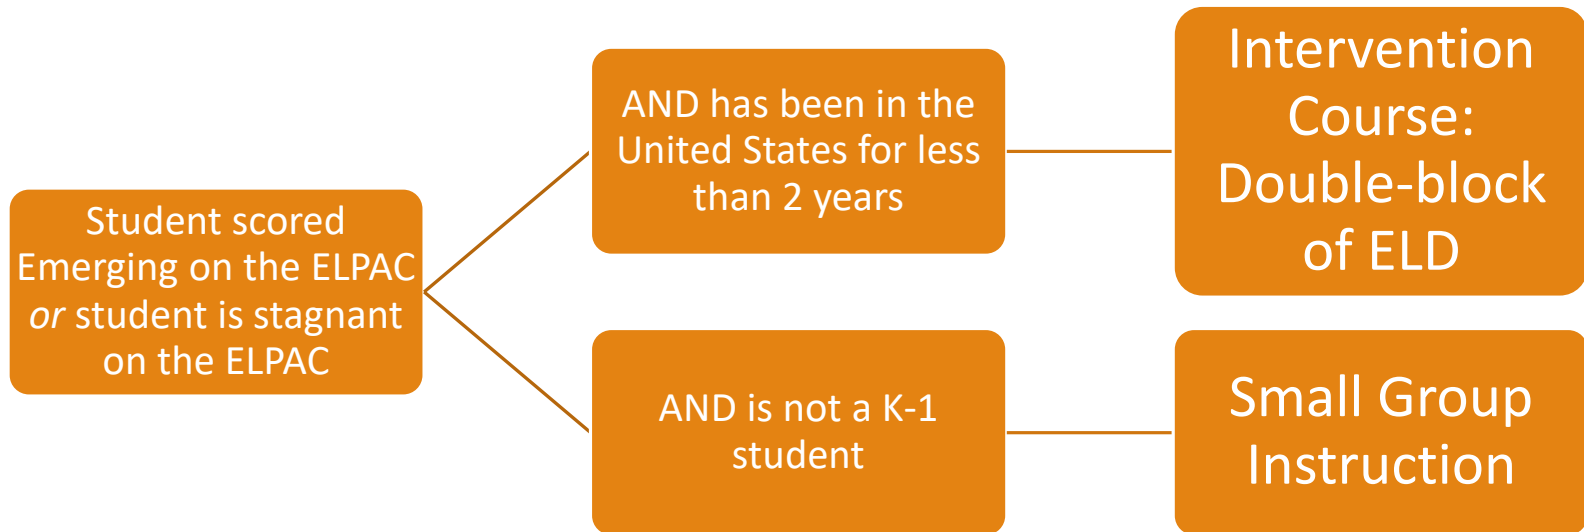 Student scored
Emerging on the ELPAC
or student is stagnant
on the ELPAC
AND has been in the
United States for less
than 2 years
Intervention
Course:
Double-block
of ELD
AND is not a K-1
student
Small Group
Instruction